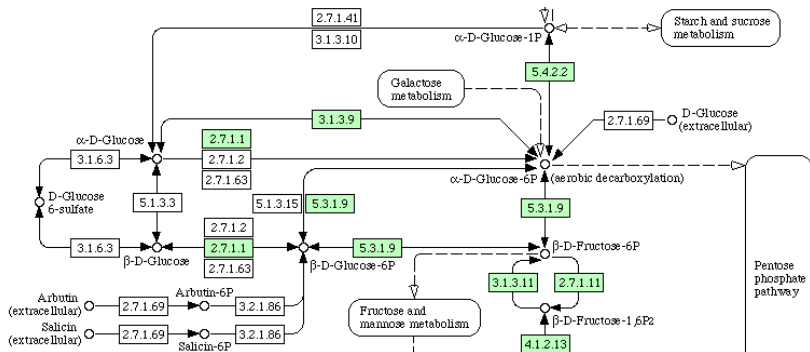 2.7.1.41
3.1.3.10
α-D-Glucose-1P
Starch and sucrose
metabolism
5.4.2.2
Galactose
metabolism
3.1.3.9
2.7.1.69
D-Glucose
(extracellular)
α-D-Glucose
2.7.1.1
2.7.1.2
2.7.1.63
3.1.6.3
α-D-Glucose-6P
(aerobic decarboxylation)
D-Glucose
6-sulfate
5.1.3.3
5.1.3.15
5.3.1.9
5.3.1.9
2.7.1.2
2.7.1.1
2.7.1.63
3.1.6.3
5.3.1.9
β-D-Glucose
β-D-Glucose-6P
β-D-Fructose-6P
Pentose
phosphate
pathway
3.1.3.11
2.7.1.11
Arbutin
(extracellular)
2.7.1.69
Arbutin-6P
3.2.1.86
Fructose and
mannose metabolism
β-D-Fructose-1,6P2
Salicin
(extracellular)
2.7.1.69
Salicin-6P
3.2.1.86
4.1.2.13